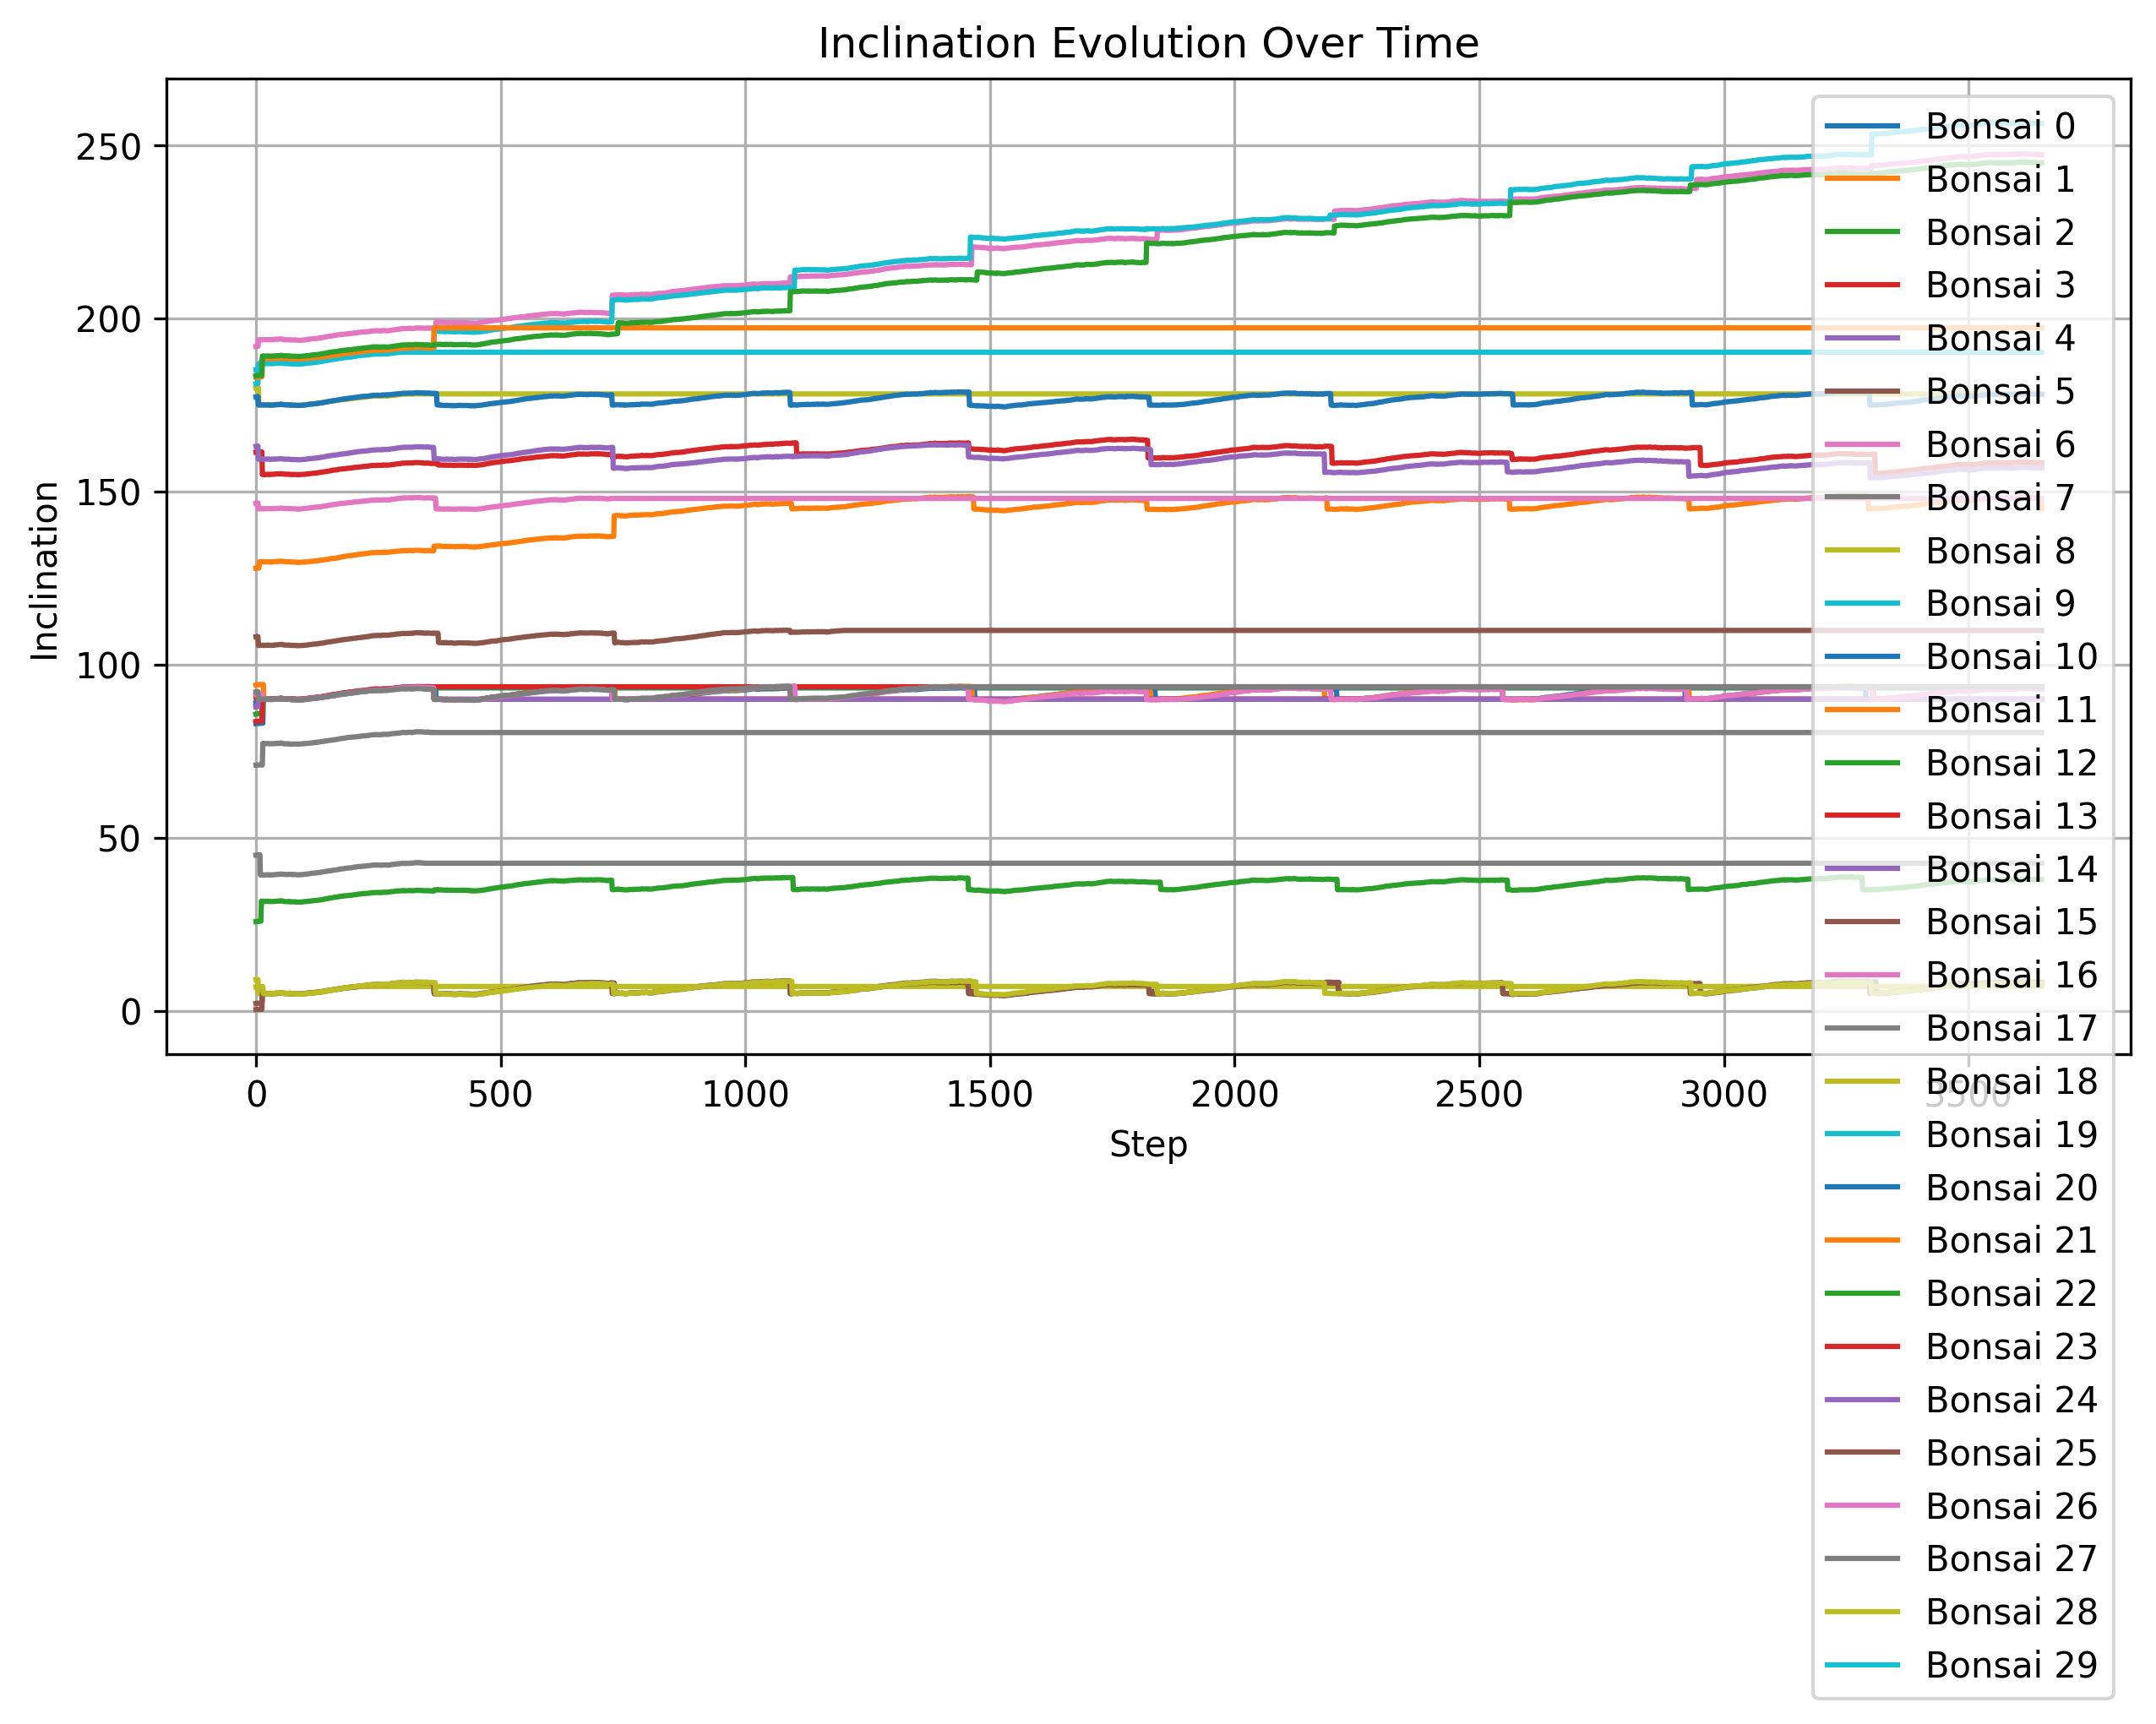 Inclination Evolution Over Time
Inclination
250
200
150
100
50
0
0 500 1000 1500 2000 2500 3000 3500
Step
Bonsai 0
Bonsai 1
Bonsai 2
Bonsai 3
Bonsai 4
Bonsai 5
Bonsai 6
Bonsai 7
Bonsai 8
Bonsai 9
Bonsai 10
Bonsai 11
Bonsai 12
Bonsai 13
Bonsai 14
Bonsai 15
Bonsai 16
Bonsai 17
Bonsai 18
Bonsai 19
Bonsai 20
Bonsai 21
Bonsai 22
Bonsai 23
Bonsai 24
Bonsai 25
Bonsai 26
Bonsai 27
Bonsai 28
Bonsai 29